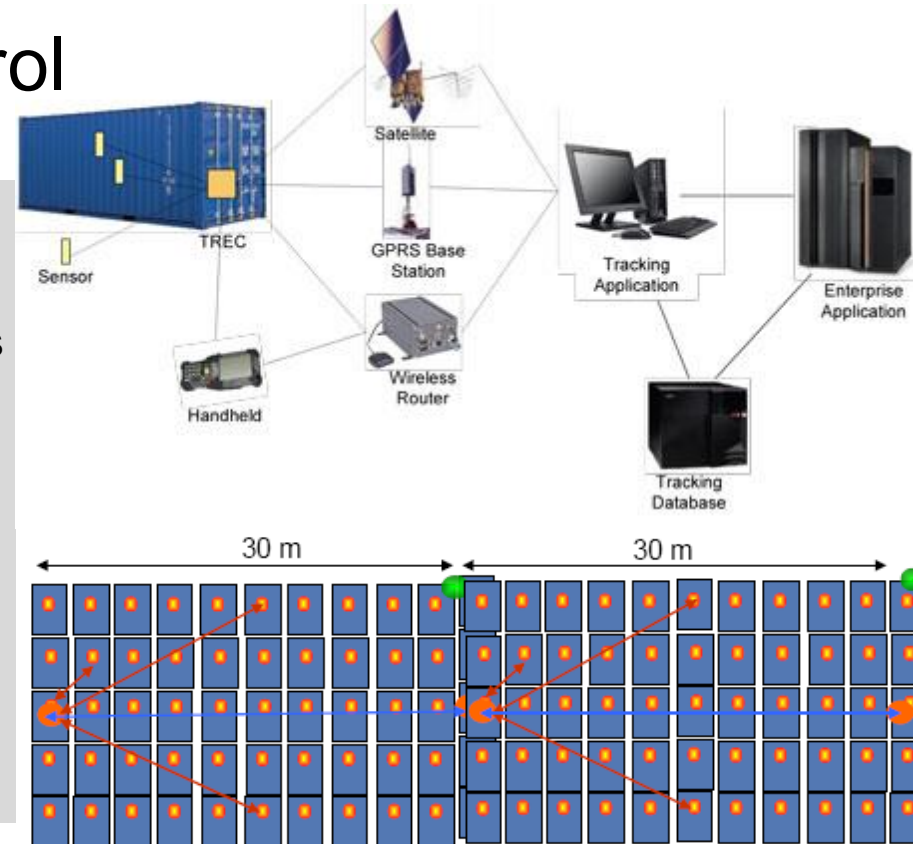 rol
Satellite
TREC
Sensor
GPRS Base
Station
Tracking
Application
Enterprise
Application
s
Wireless
Router
Handheld
Tracking
Database
30 m
30 m